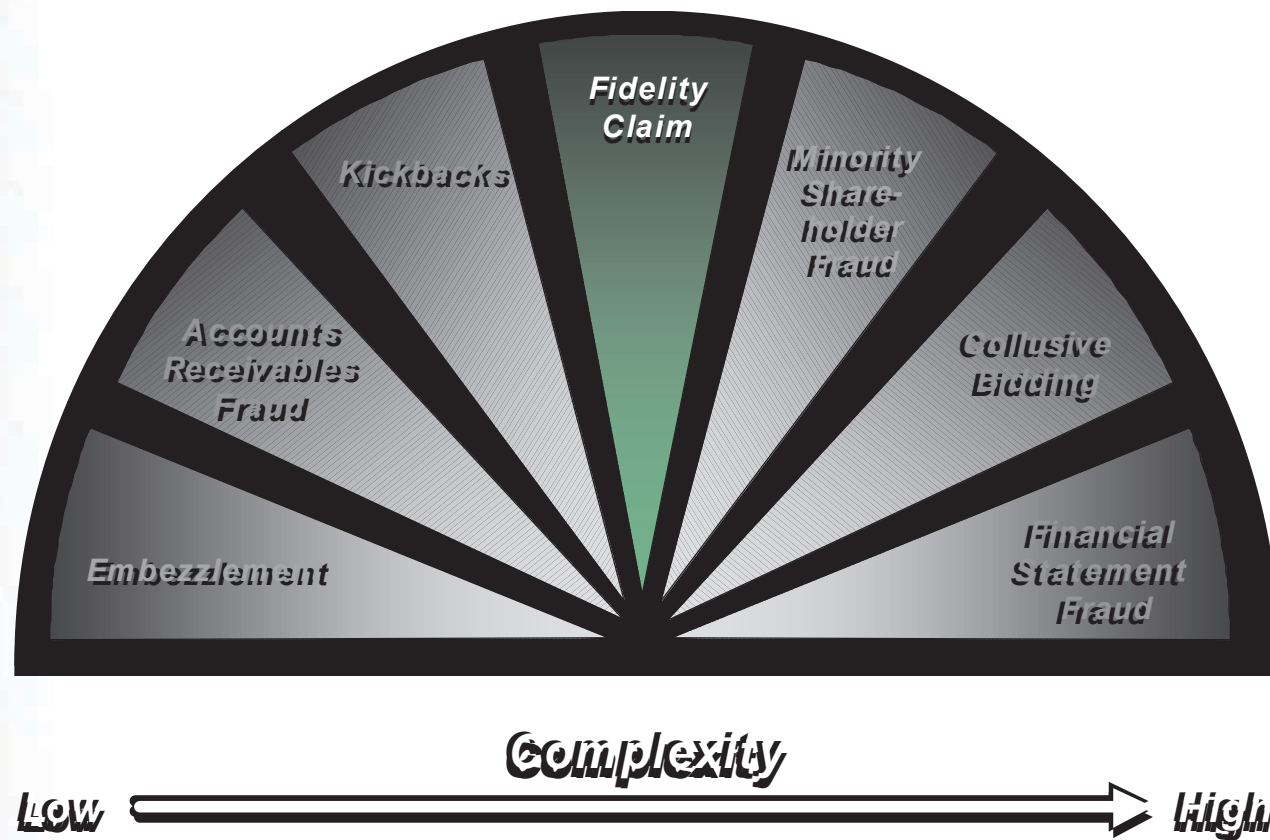 Fidelity
Claim
Kickbacks
Minority
Share-
holder
Fraud
Accounts
Receivables
Fraud
Collusive
Bidding
Embezzlement
Financial
Statement
Fraud
Complexity
Low
High